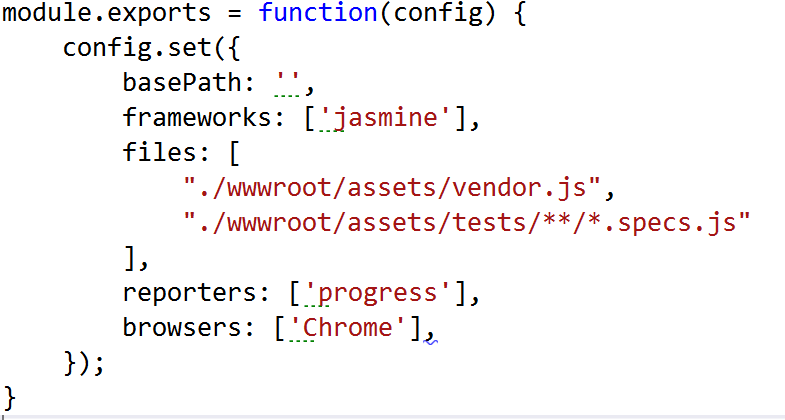 module.exports = function(config) {
    config.set({
        basePath: '',
        frameworks: ['jasmine'],
        files: [
            "./wwwroot/assets/vendor.js",
            "./wwwroot/assets/tests/**/*.specs.js"
        ],
        reporters: ['progress'],
        browsers: ['Chrome'],
    });
}